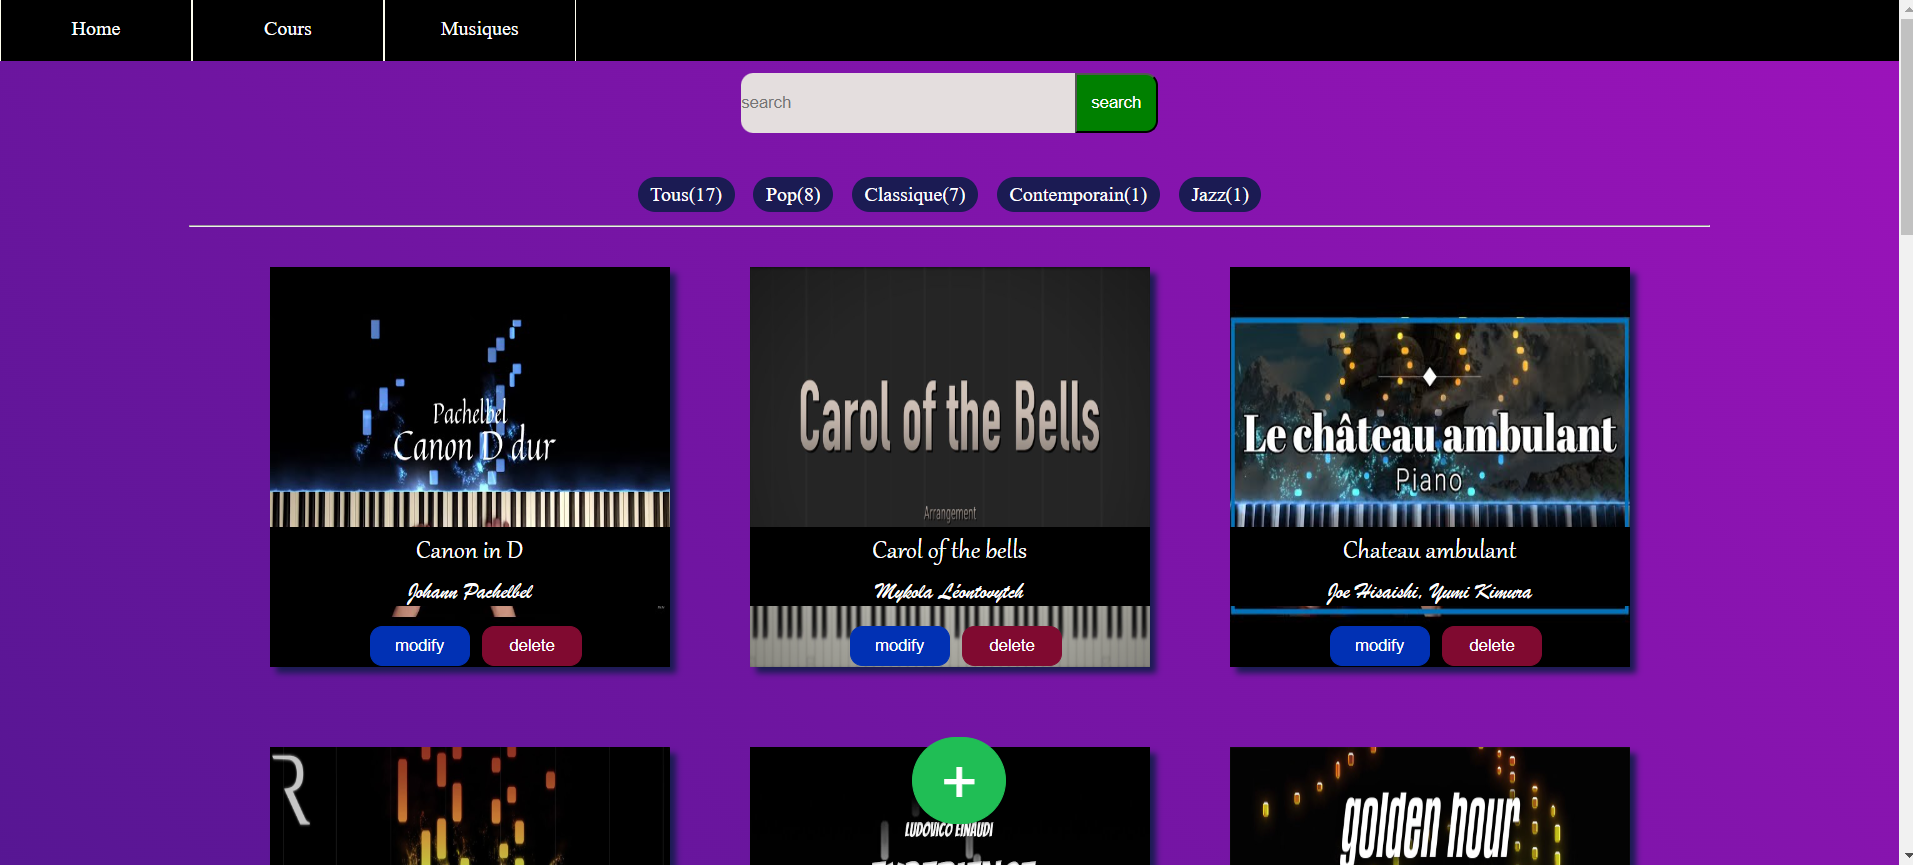 Home Cours Musiques
search search
Tous(17) Pop(8) Classique(7) Contemporain(1) Jazz(1)
Pachelbel
Canon D dur
Canon in D
Johann Pachelbel
modify delete
Carol of the Bells
Arrangement
Carol of the bells
Mykola Léontovytch
modify delete
Le château ambulant
Piano
Chateau ambulant
Joe Hisaishi, Yumi Kimura
modify delete
R
+
LUDOVICO EINAUDI
golden hour